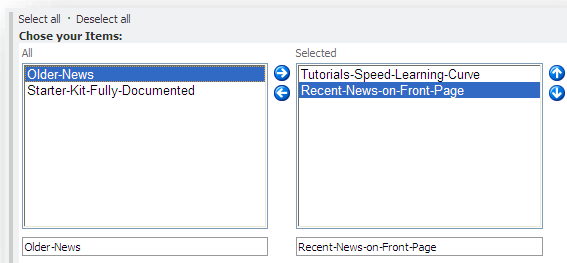 Select all · Deselect all
Chose your Items:
All
Selected
Older-News
Starter-Kit-Fully-Documented
Tutorials-Speed-Learning-Curve
Recent-News-on-Front-Page
Older-News
Recent-News-on-Front-Page